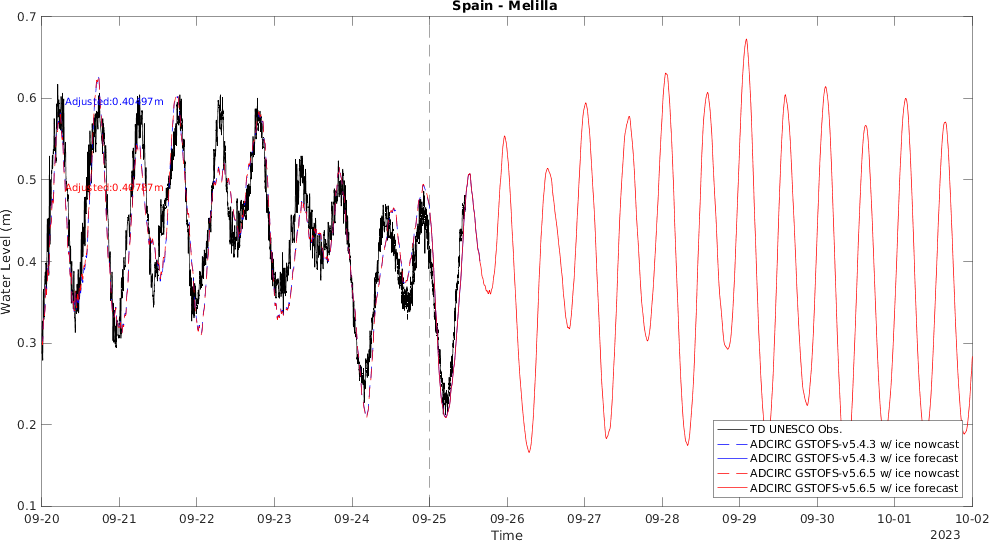 Spain - Melilla
0.7
0.6
0.5
0.4
0.3
0.2
0.1
Water Level (m)
Adjusted:0.40497m
09-20
09-21
09-22
09-23
09-24
09-25
09-26
09-27
09-28
09-29
09-30
10-01
10-02
Time
2023
TD UNESCO Obs.
ADCIRC GSTOFS-v5.4.3 w/ ice nowcast
ADCIRC GSTOFS-v5.4.3 w/ ice forecast
ADCIRC GSTOFS-v5.6.5 w/ ice nowcast
ADCIRC GSTOFS-v5.6.5 w/ ice forecast